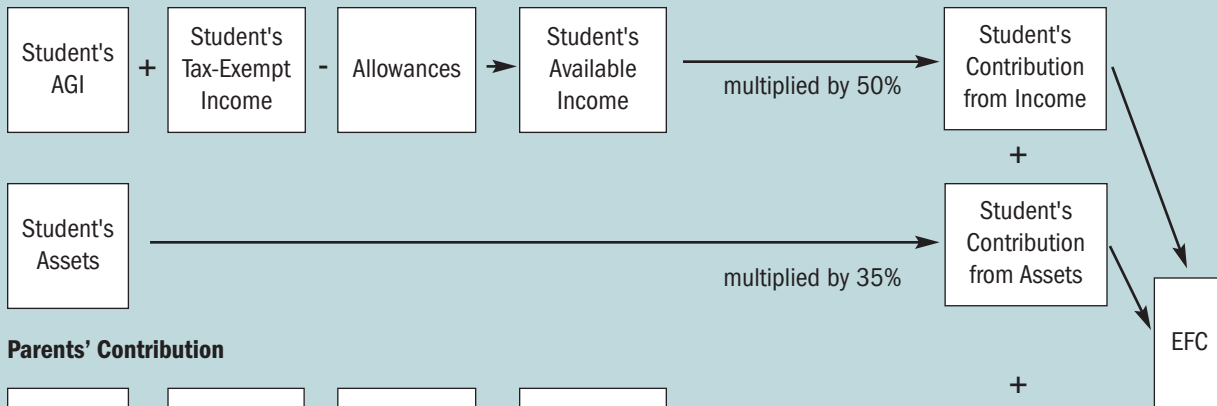 Student's
AGI
+
Student's
Tax-Exempt
Income
-
Allowances
Student's
Available
Income
multiplied by 50%
Student's
Contribution
from Income
+
Student's
Assets
multiplied by 35%
Student's
Contribution
from Assets
EFC
Parents’ Contribution
+